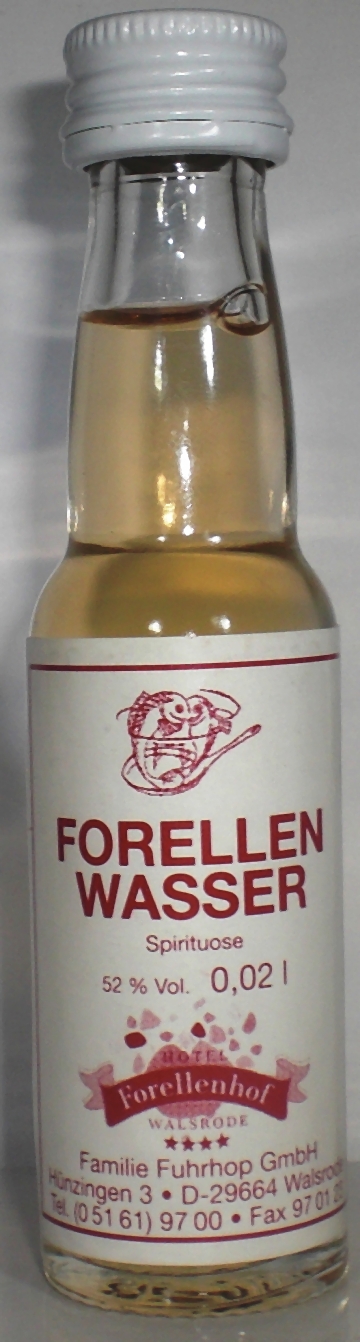 FORELLEN
WASSER
Spirituose
52 % Vol. 0,02 l
HOTEL
Forellenhof
WALSRODE
Familie Fuhrhop GmbH
Hünzingen 3 • D-29664 Walsrode
Tel. (0 51 61) 97 00 • Fax 97 01